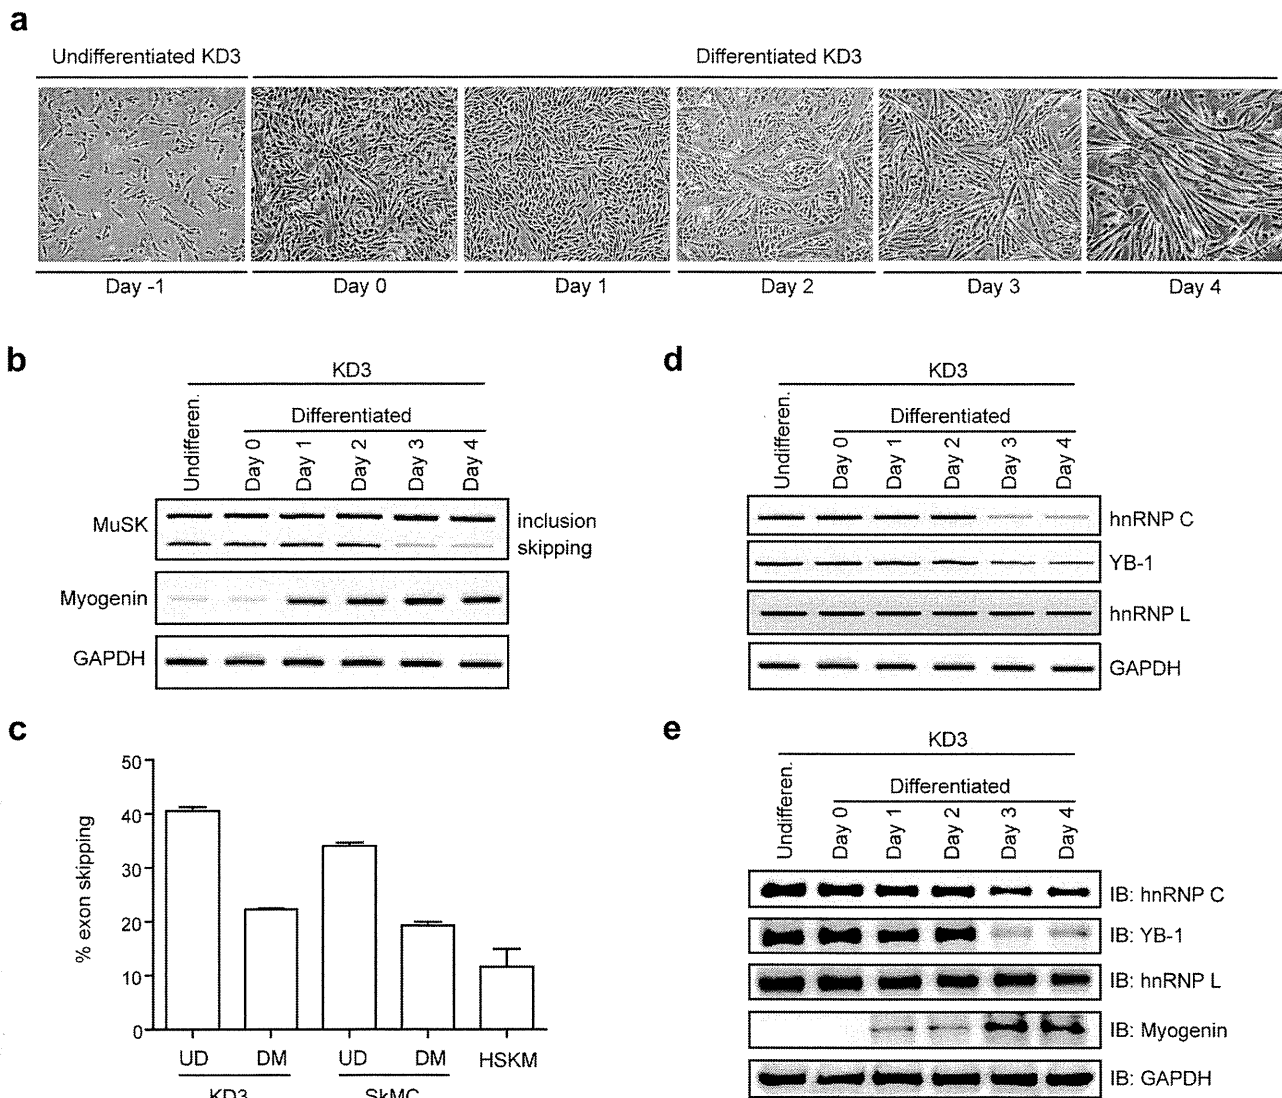 a
Undifferentiated KD3
Differentiated KD3
Day -1
Day 0
Day 1
Day 2
Day 3
Day 4
b
KD3
Undifferen.
Differentiated
Day 0
Day 1
Day 2
Day 3
Day 4
MuSK
inclusion
skipping
Myogenin
GAPDH
c
% exon skipping
50
40
30
20
10
0
UD
DM
UD
DM
HSKM
KD3
SkMC
d
KD3
Undifferen.
Differentiated
Day 0
Day 1
Day 2
Day 3
Day 4
hnRNP C
YB-1
hnRNP L
GAPDH
e
KD3
Undifferen.
Differentiated
Day 0
Day 1
Day 2
Day 3
Day 4
IB: hnRNP C
IB: YB-1
IB: hnRNP L
IB: Myogenin
IB: GAPDH